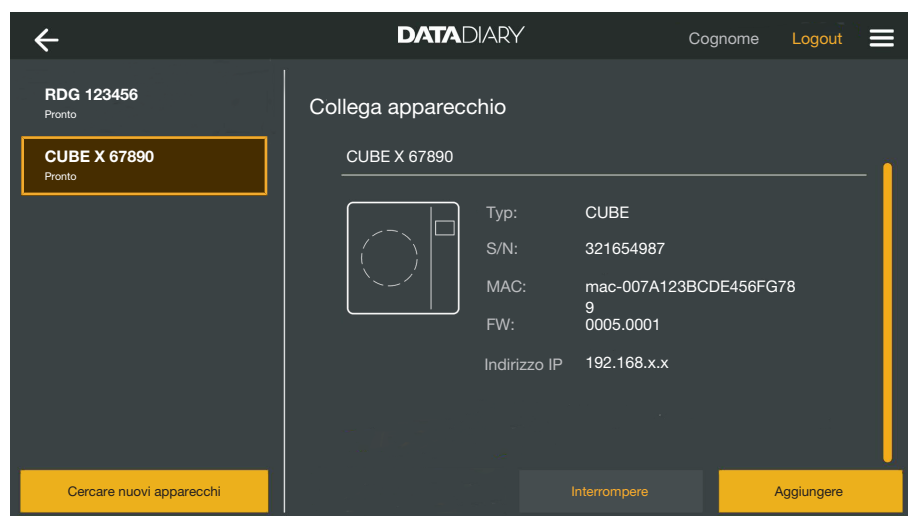 DATADIARY
Cognome
Logout
RDG 123456
Pronto
CUBE X 67890
Pronto
Cercare nuovi apparecchi
Collega apparecchio
CUBE X 67890
Typ: CUBE
S/N: 321654987
MAC: mac-007A123BCDE456FG78
9
FW: 0005.0001
Indirizzo IP 192.168.x.x
Interrompere
Aggiungere